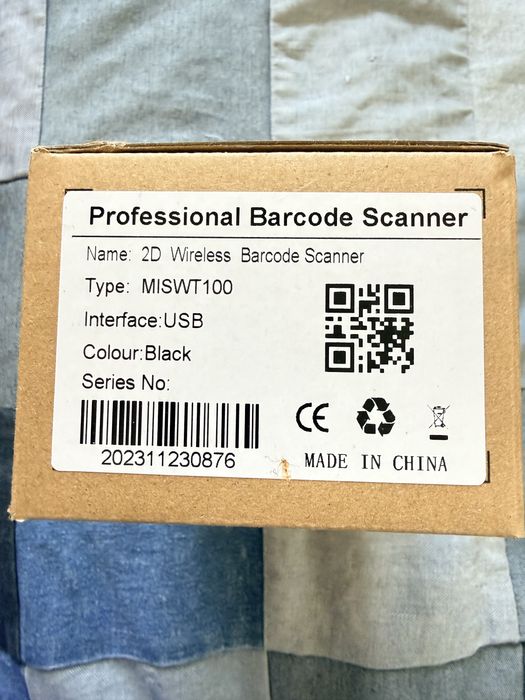 Professional Barcode Scanner
Name: 2D Wireless Barcode Scanner
Type: MISWT100
Interface:USB
Colour:Black
Series No:
202311230876
CE
MADE IN CHINA